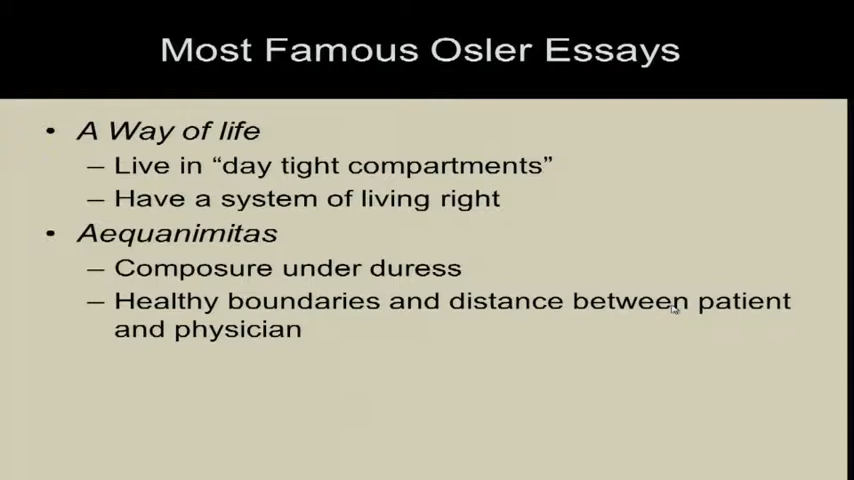 Most Famous Osler Essays
• A Way of life
– Live in “day tight compartments”
– Have a system of living right
• Aequanimitas
– Composure under duress
– Healthy boundaries and distance between patient
and physician